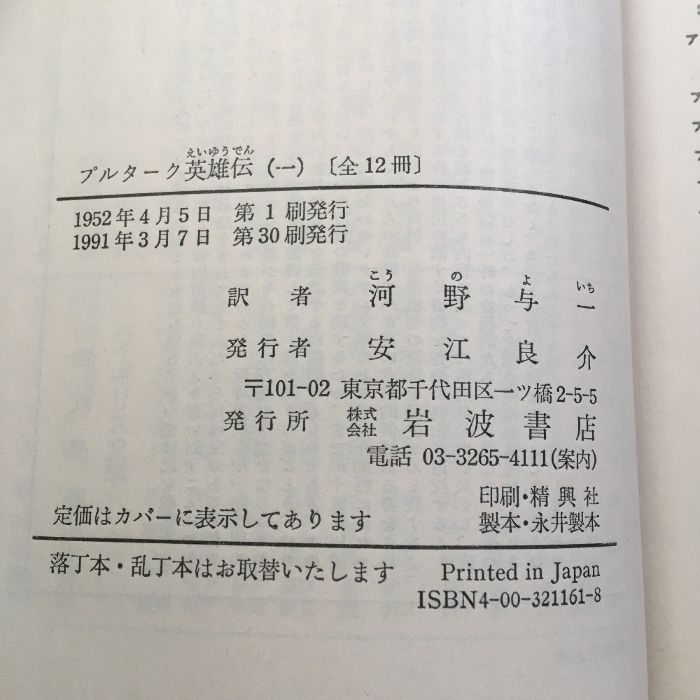 えいゆうでん
プルターク英雄伝(一)〔全12冊〕
1952年4月5日 第1刷発行
1991年3月7日 第30刷発行
こう の よ いち
訳者 河野与一
発行者 安江良介
〒101-02 東京都千代田区一ツ橋2-5-5
発行所 株式会社 岩波書店
電話 03-3265-4111(案内)
印刷・精興社
定価はカバーに表示してあります 製本・永井製本
落丁本・乱丁本はお取替いたします Printed in Japan
ISBN4-00-321161-8